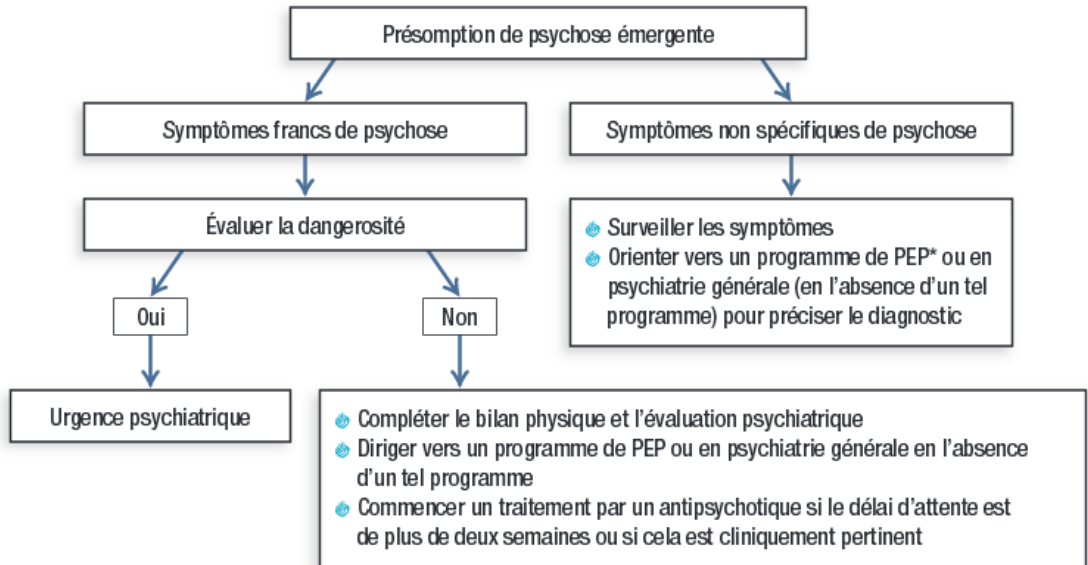 Présomption de psychose émergente
Symptômes francs de psychose
Symptômes non spécifiques de psychose
Évaluer la dangerosité
Surveiller les symptômes
Orienter vers un programme de PEP* ou en
psychiatrie générale (en l'absence d'un tel
programme) pour préciser le diagnostic
Oui
Non
Urgence psychiatrique
Compléter le bilan physique et l'évaluation psychiatrique
Diriger vers un programme de PEP ou en psychiatrie générale en l'absence
d'un tel programme
Commencer un traitement par un antipsychotique si le délai d'attente est
de plus de deux semaines ou si cela est cliniquement pertinent